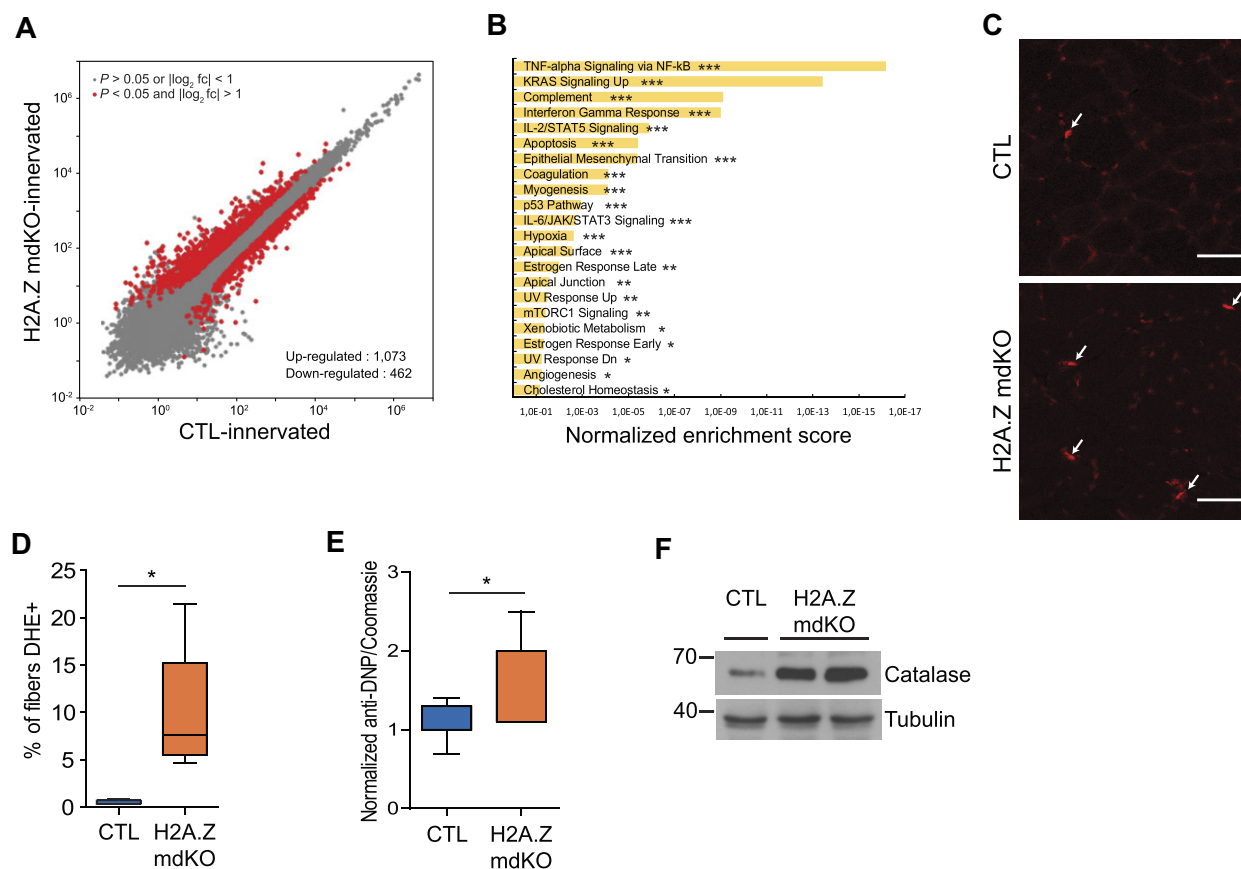 A
P > 0.05 or |log2 fc| < 1
P < 0.05 and |log2 fc| > 1
H2A.Z mdKO-innervated
10^6
10^4
10^2
10^0
10^-2
Up-regulated : 1,073
Down-regulated : 462
10^-2 10^0 10^2 10^4 10^6
CTL-innervated
B
TNF-alpha Signaling via NF-kB ***
KRAS Signaling Up ***
Complement ***
Interferon Gamma Response ***
IL-2/STAT5 Signaling ***
Apoptosis ***
Epithelial Mesenchymal Transition ***
Coagulation ***
Myogenesis ***
p53 Pathway ***
IL-6/JAK/STAT3 Signaling ***
Hypoxia ***
Apical Surface ***
Estrogen Response Late **
Apical Junction **
UV Response Up **
mTORC1 Signaling **
Xenobiotic Metabolism *
Estrogen Response Early *
UV Response Dn *
Angiogenesis *
Cholesterol Homeostasis *
1,0E-01 1,0E-03 1,0E-05 1,0E-07 1,0E-09 1,0E-11 1,0E-13 1,0E-15 1,0E-17
Normalized enrichment score
C
CTL
H2A.Z mdKO
D
% of fibers DHE+
25
20
15
10
5
0
*
CTL
H2A.Z
mdKO
E
Normalized anti-DNP/Coomassie
3
2
1
0
*
CTL
H2A.Z
mdKO
F
CTL
H2A.Z
mdKO
70
Catalase
40
Tubulin